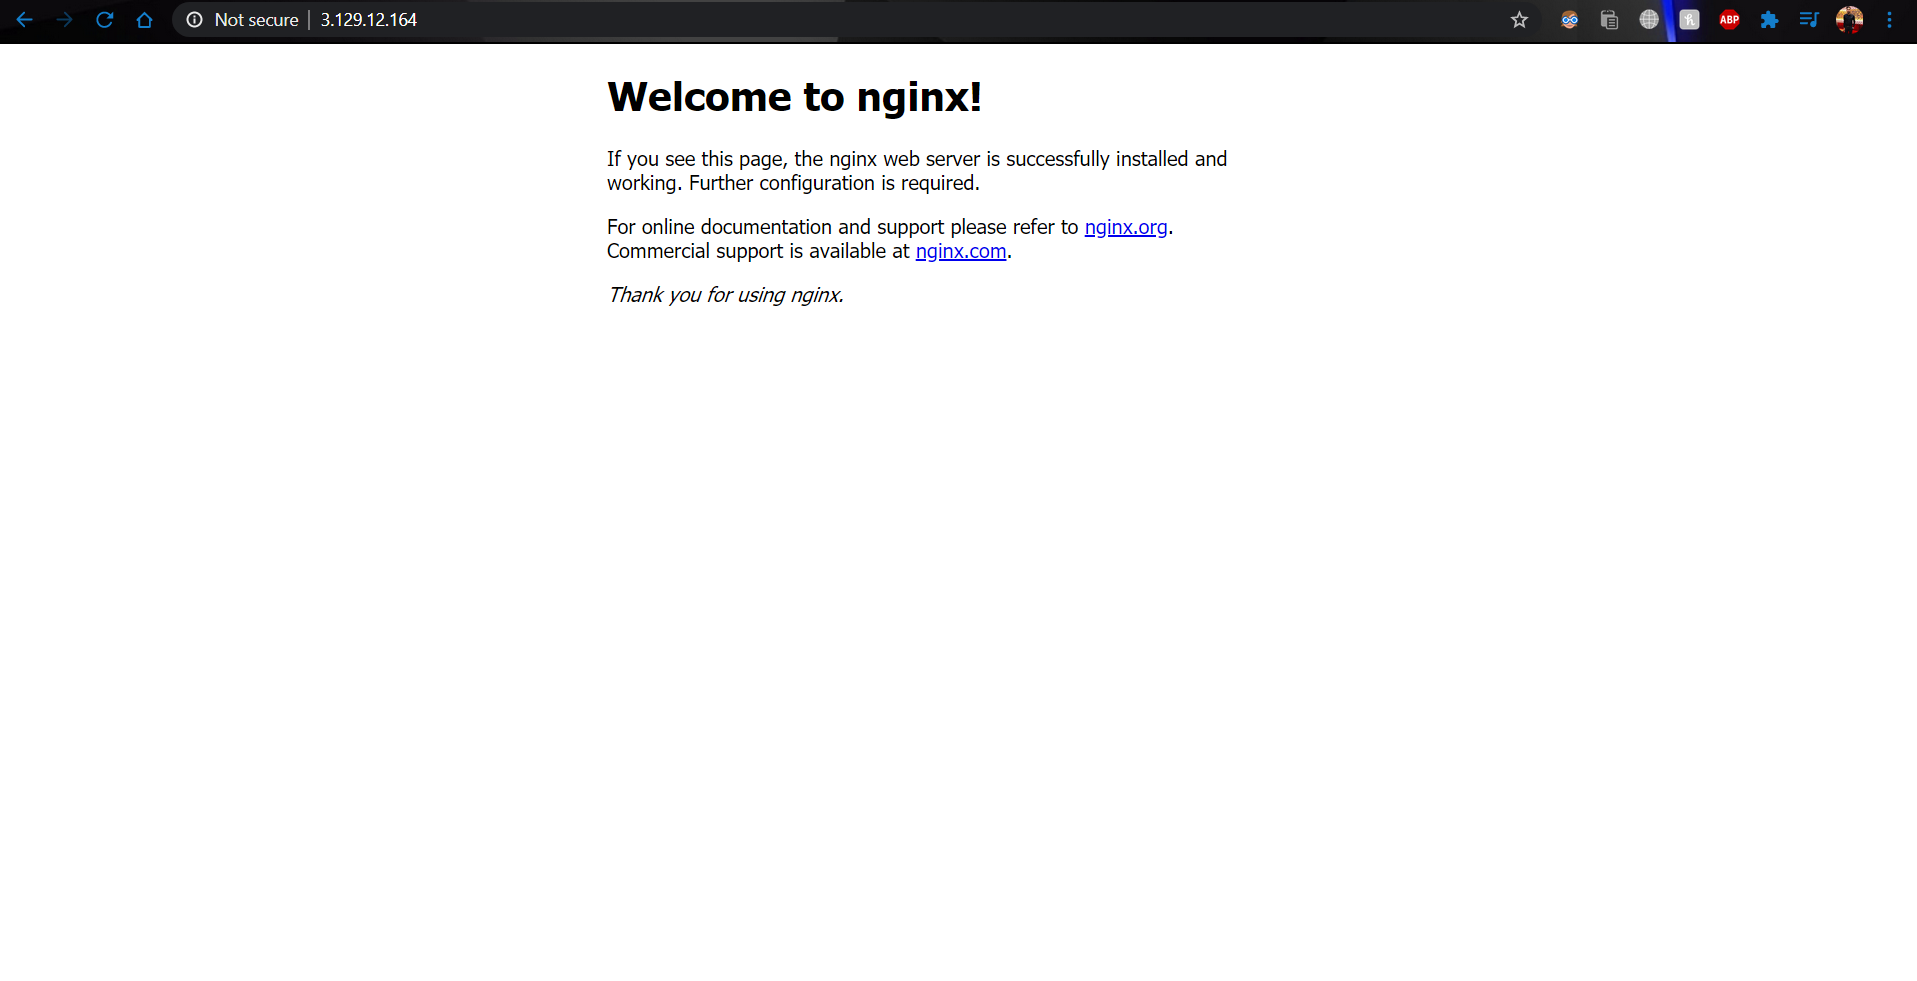 Not secure | 3.129.12.164
ABP
Welcome to nginx!
If you see this page, the nginx web server is successfully installed and
working. Further configuration is required.
For online documentation and support please refer to nginx.org.
Commercial support is available at nginx.com.
Thank you for using nginx.